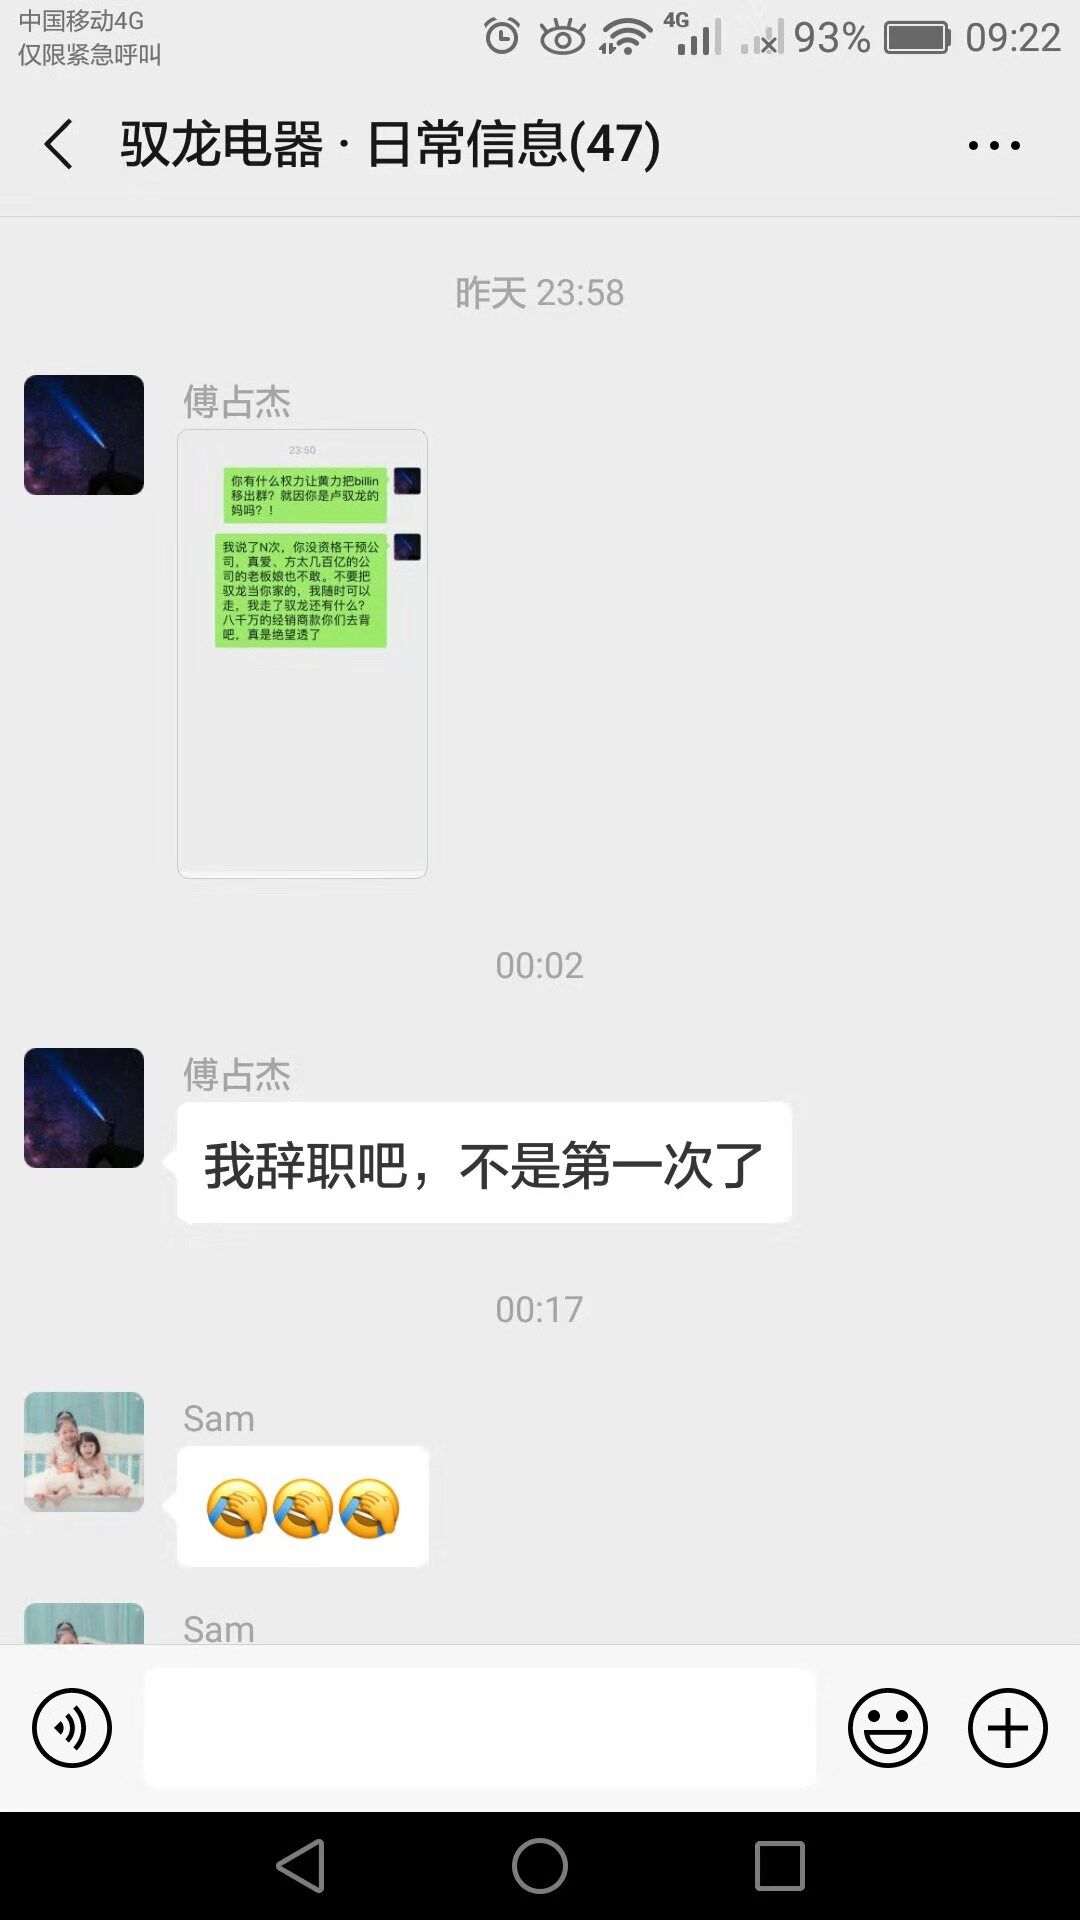 中国移动4G
仅限紧急呼叫
4G
93%
09:22
驭龙电器 · 日常信息(47)
昨天 23:58
傅占杰
23:50
你有什么权力让黄力把billin
移出群？就因你是卢驭龙的
妈吗？！
我说了N次，你没资格干预公
司，真爱、方太几百亿的公
司的老板娘也不敢。不要把
驭龙当你家的，我随时可以
走，我走了驭龙还有什么？
八千万的经销商款你们去背
吧，真是绝望透了
00:02
傅占杰
我辞职吧，不是第一次了
00:17
Sam
Sam